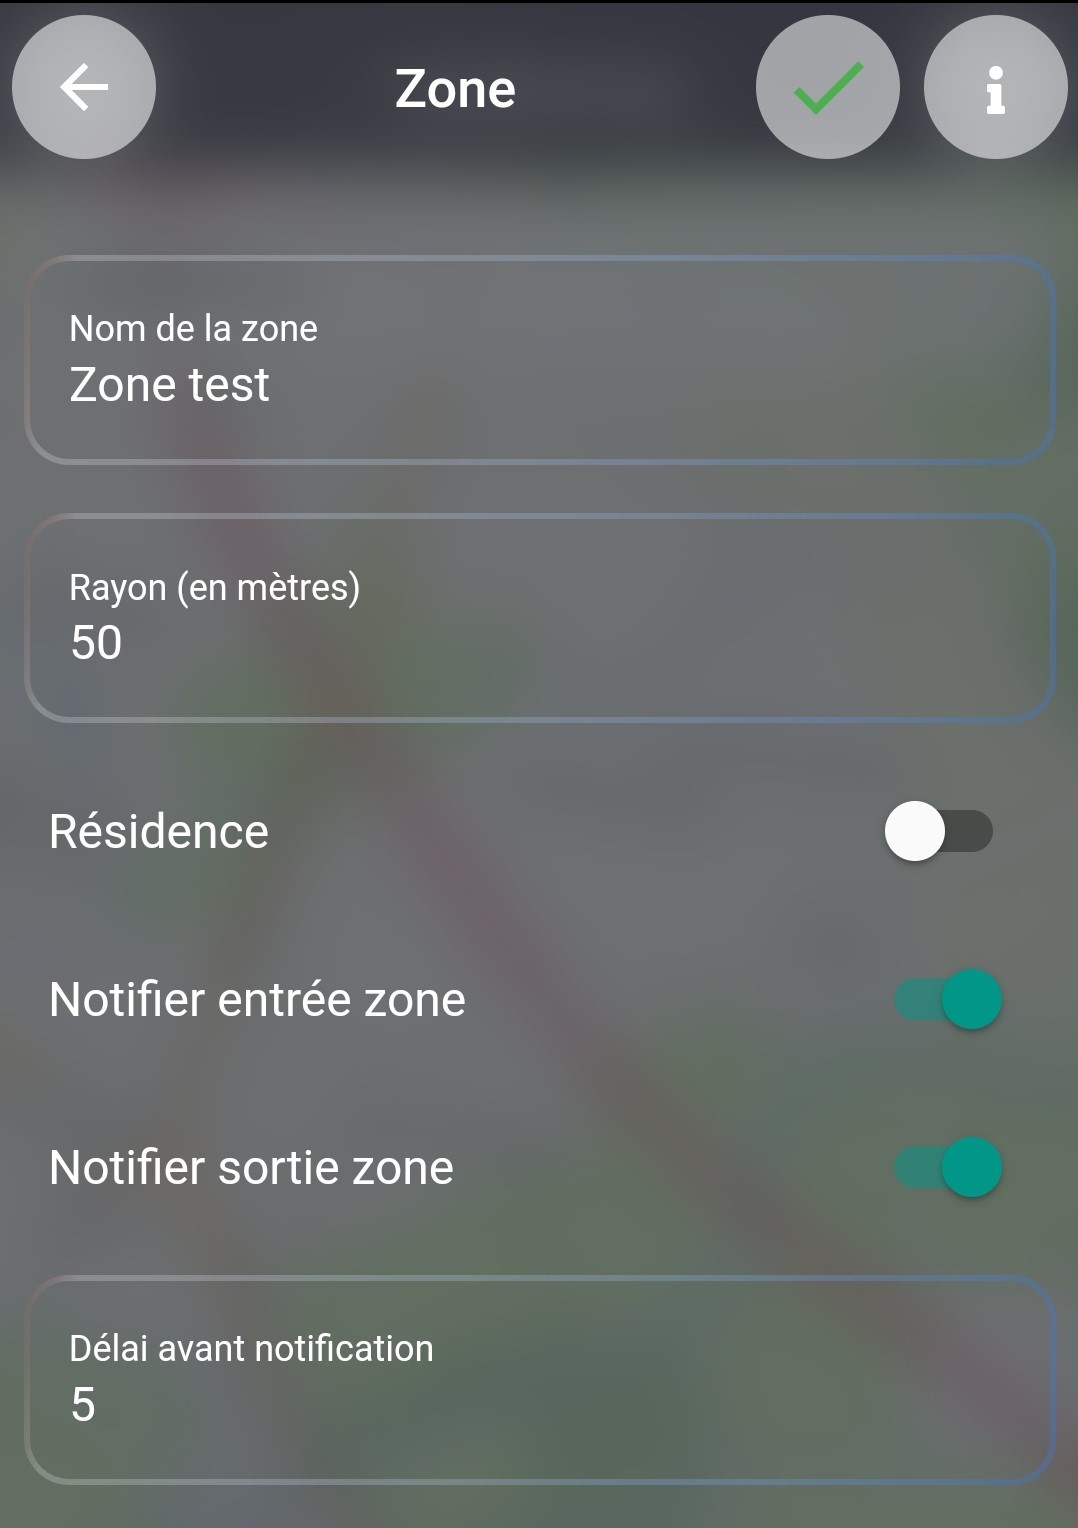 Zone
Nom de la zone
Zone test
Rayon (en mètres)
50
Résidence
Notifier entrée zone
Notifier sortie zone
Délai avant notification
5